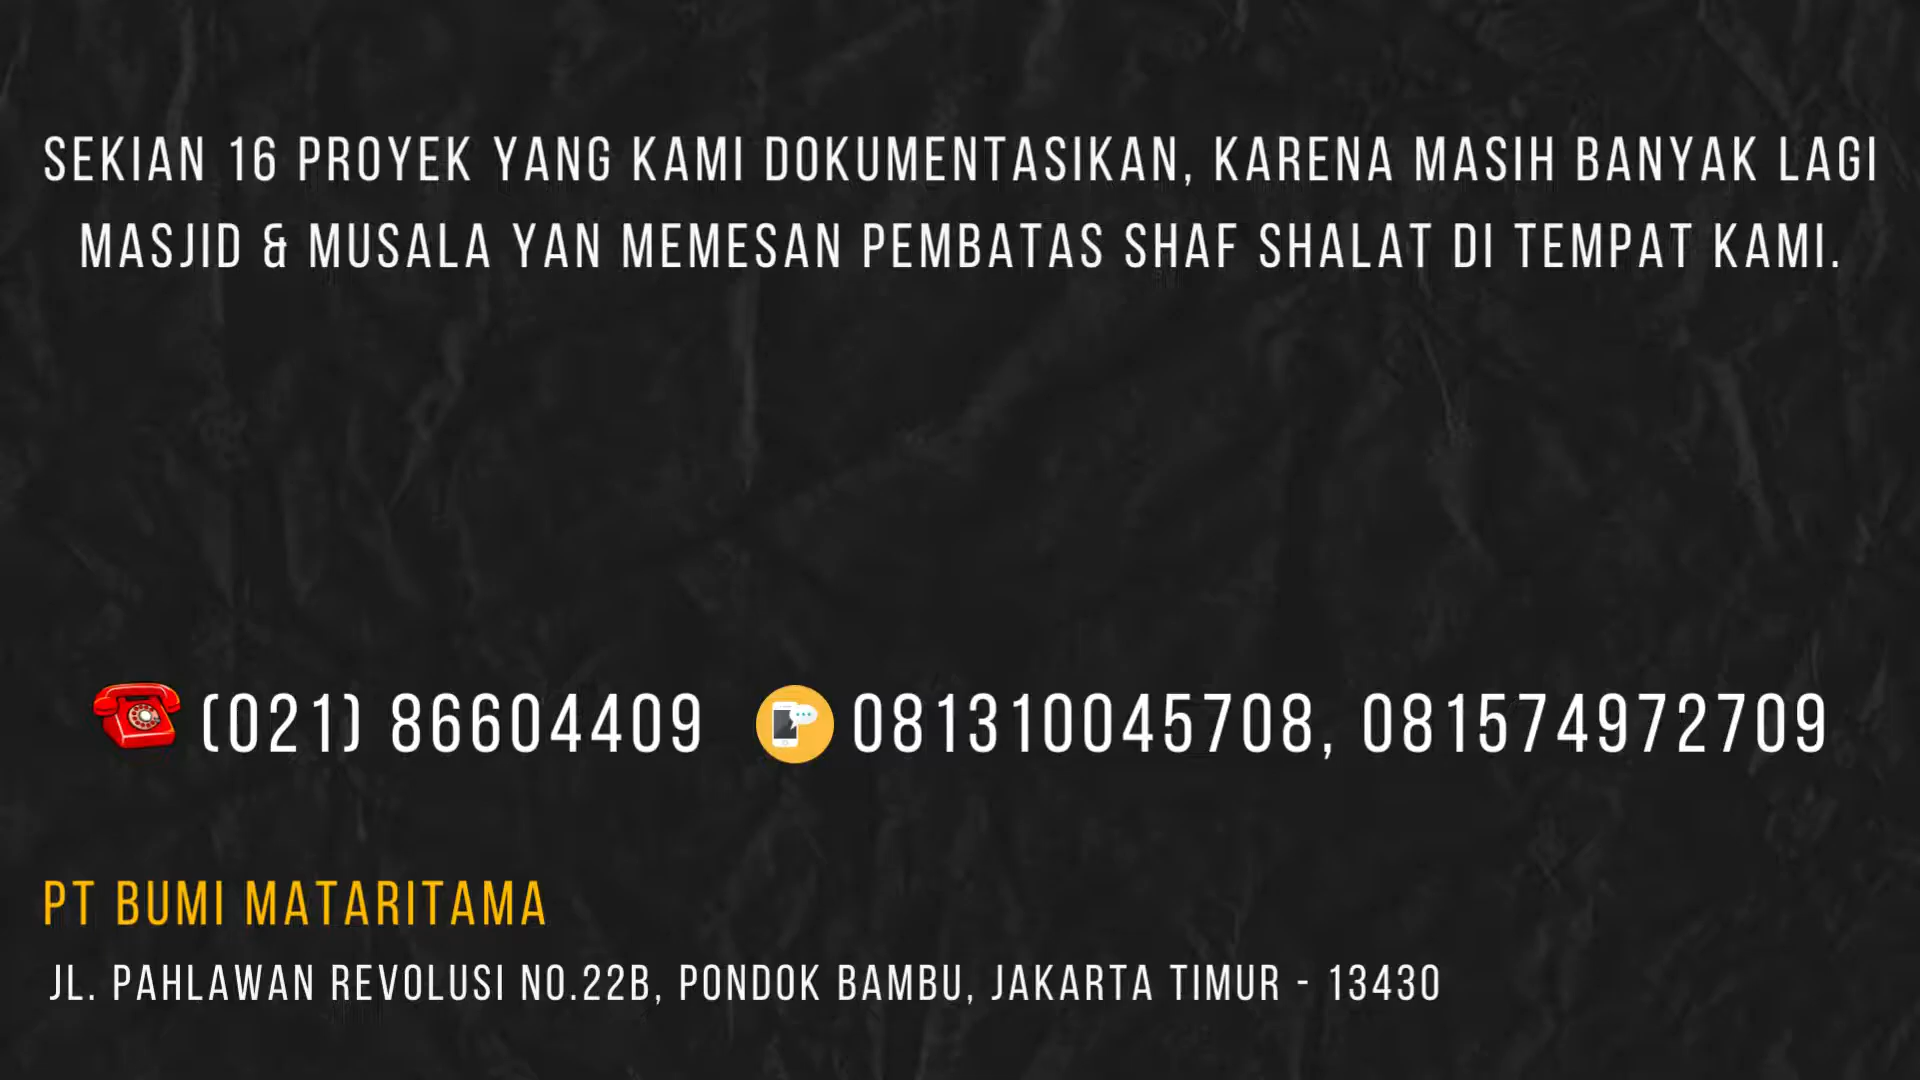 SEKIAN 16 PROYEK YANG KAMI DOKUMENTASIKAN, KARENA MASIH BANYAK LAGI
MASJID & MUSALA YAN MEMESAN PEMBATAS SHAF SHALAT DI TEMPAT KAMI.
(021) 86604409 081310045708, 081574972709
PT BUMI MATARITAMA
JL. PAHLAWAN REVOLUSI NO.22B, PONDOK BAMBU, JAKARTA TIMUR - 13430